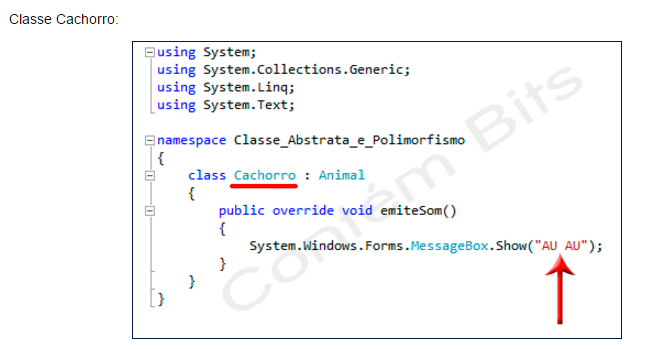 Classe Cachorro:
using System;
using System.Collections.Generic;
using System.Linq;
using System.Text;
namespace Classe_Abstrata_e_Polimorfismo
{
class Cachorro : Animal
{
public override void emiteSom()
{
System.Windows.Forms.MessageBox.Show("AU AU");
}
}
}
Contém Bits